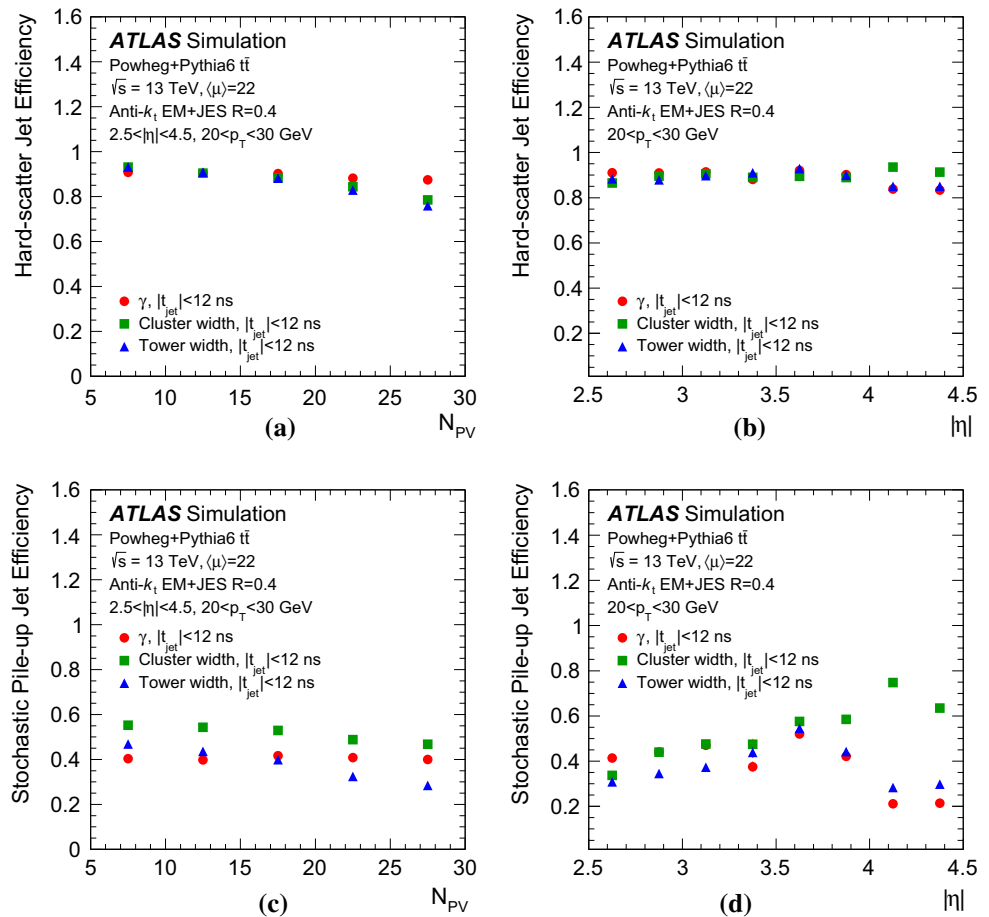 Hard-scatter Jet Efficiency
1.6
1.4
1.2
1
0.8
0.6
0.4
0.2
0
ATLAS Simulation
Powheg+Pythia6 tt̄
√s = 13 TeV, ⟨μ⟩=22
Anti-kt EM+JES R=0.4
2.5<|η|<4.5, 20<pT<30 GeV
γ, |tjet|<12 ns
Cluster width, |tjet|<12 ns
Tower width, |tjet|<12 ns
5 10 15 20 25 30
NPV
(a)
Hard-scatter Jet Efficiency
1.6
1.4
1.2
1
0.8
0.6
0.4
0.2
ATLAS Simulation
Powheg+Pythia6 tt̄
√s = 13 TeV, ⟨μ⟩=22
Anti-kt EM+JES R=0.4
20<pT<30 GeV
γ, |tjet|<12 ns
Cluster width, |tjet|<12 ns
Tower width, |tjet|<12 ns
2.5 3 3.5 4 4.5
|η|
(b)
Stochastic Pile-up Jet Efficiency
1.6
1.4
1.2
1
0.8
0.6
0.4
0.2
0
ATLAS Simulation
Powheg+Pythia6 tt̄
√s = 13 TeV, ⟨μ⟩=22
Anti-kt EM+JES R=0.4
2.5<|η|<4.5, 20<pT<30 GeV
γ, |tjet|<12 ns
Cluster width, |tjet|<12 ns
Tower width, |tjet|<12 ns
5 10 15 20 25 30
NPV
(c)
Stochastic Pile-up Jet Efficiency
1.6
1.4
1.2
1
0.8
0.6
0.4
0.2
ATLAS Simulation
Powheg+Pythia6 tt̄
√s = 13 TeV, ⟨μ⟩=22
Anti-kt EM+JES R=0.4
20<pT<30 GeV
γ, |tjet|<12 ns
Cluster width, |tjet|<12 ns
Tower width, |tjet|<12 ns
2.5 3 3.5 4 4.5
|η|
(d)